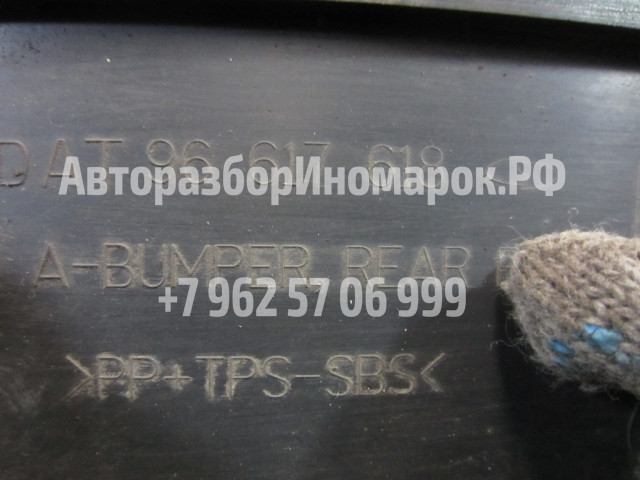 DAT 96 617 618
АвторазборИномарок.РФ
A-BUMPER REAR
+7 962 57 06 999
>PP+TPS-SBS<